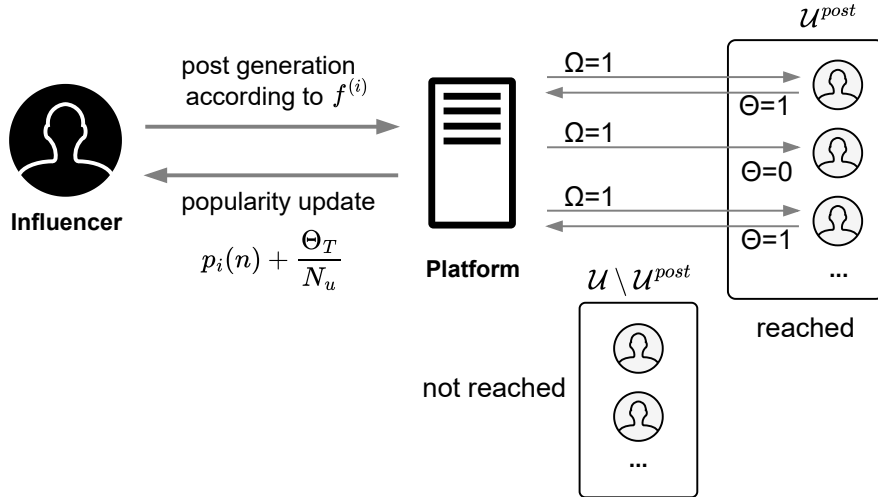 post generation
according to f^{(i)}
Influencer
popularity update
p_i(n) + \frac{Θ_T}{N_u}
Platform
Ω=1
Θ=1
Ω=1
Θ=0
Ω=1
Θ=1
𝒰^{post}
...
reached
𝒰 \ 𝒰^{post}
not reached
...